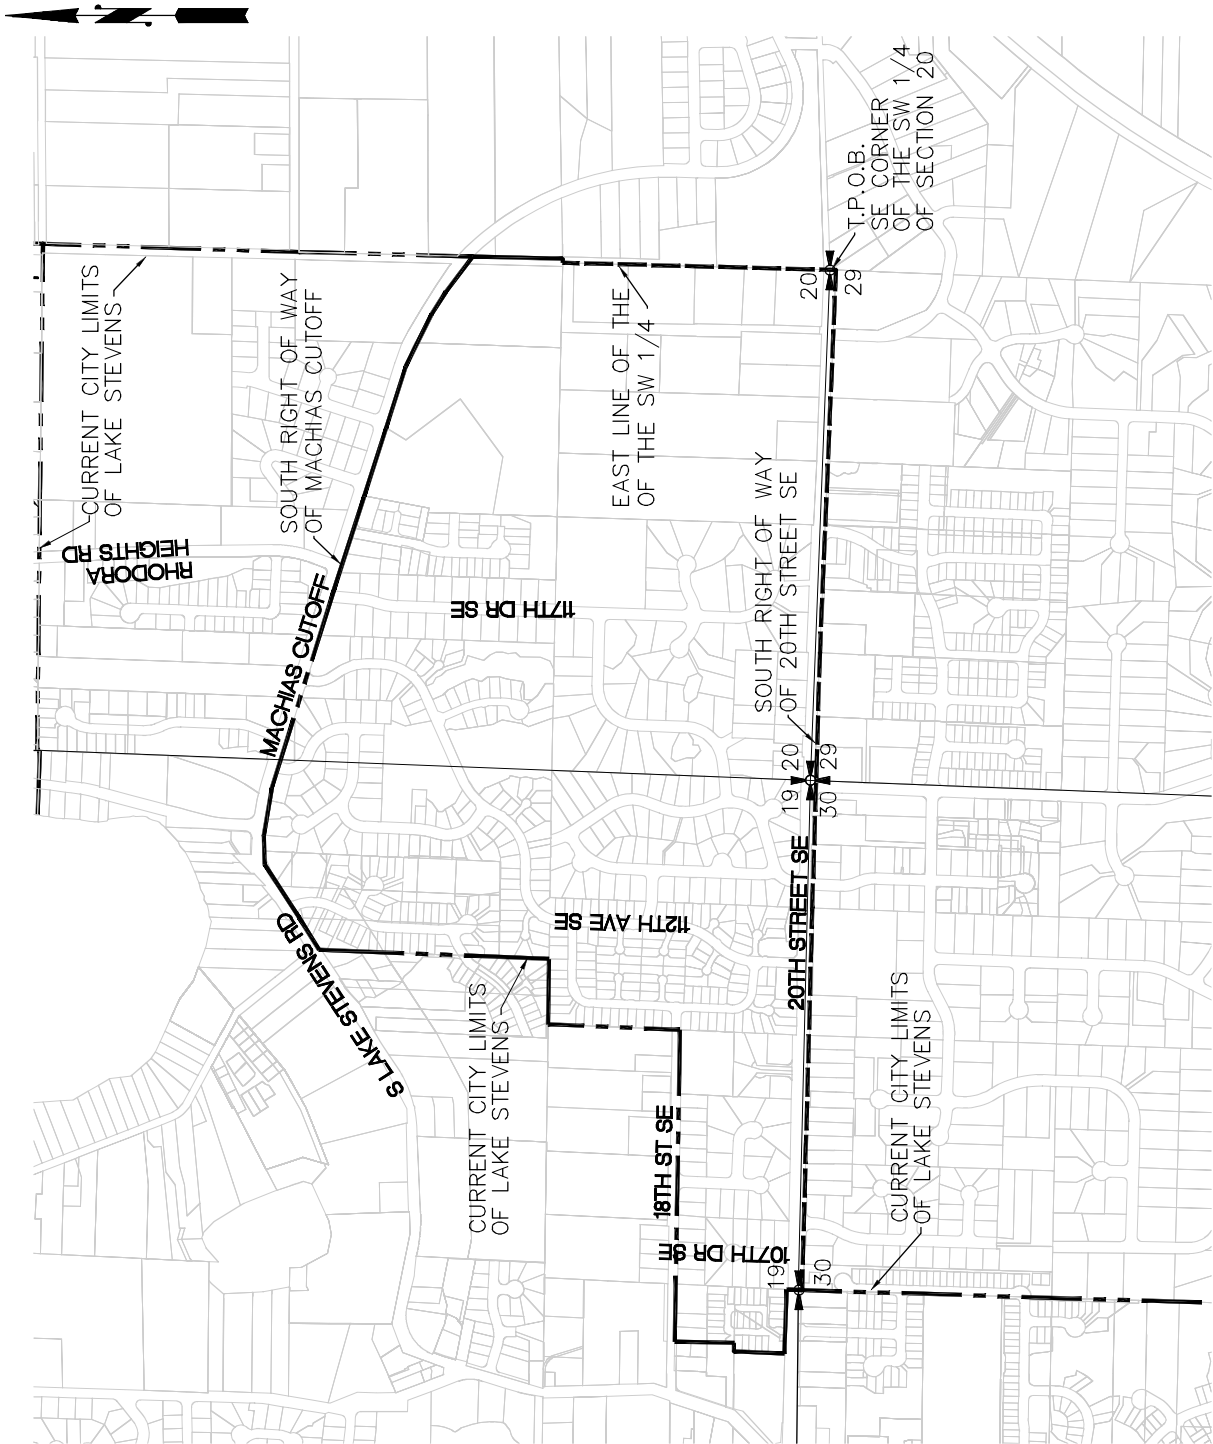 CURRENT CITY LIMITS
OF LAKE STEVENS
SOUTH RIGHT OF WAY
OF MACHIAS CUTOFF
RHODORA
HEIGHTS RD
MACHIAS CUTOFF
117TH DR SE
EAST LINE OF THE
OF THE SW 1/4
T.P.O.B.
SE CORNER
OF THE SW 1/4
OF SECTION 20
20
29
SOUTH RIGHT OF WAY
OF 20TH STREET SE
19
20
30
29
S LAKE STEVENS RD
112TH AVE SE
20TH STREET SE
CURRENT CITY LIMITS
OF LAKE STEVENS
18TH ST SE
107TH DR SE
19
30
CURRENT CITY LIMITS
OF LAKE STEVENS